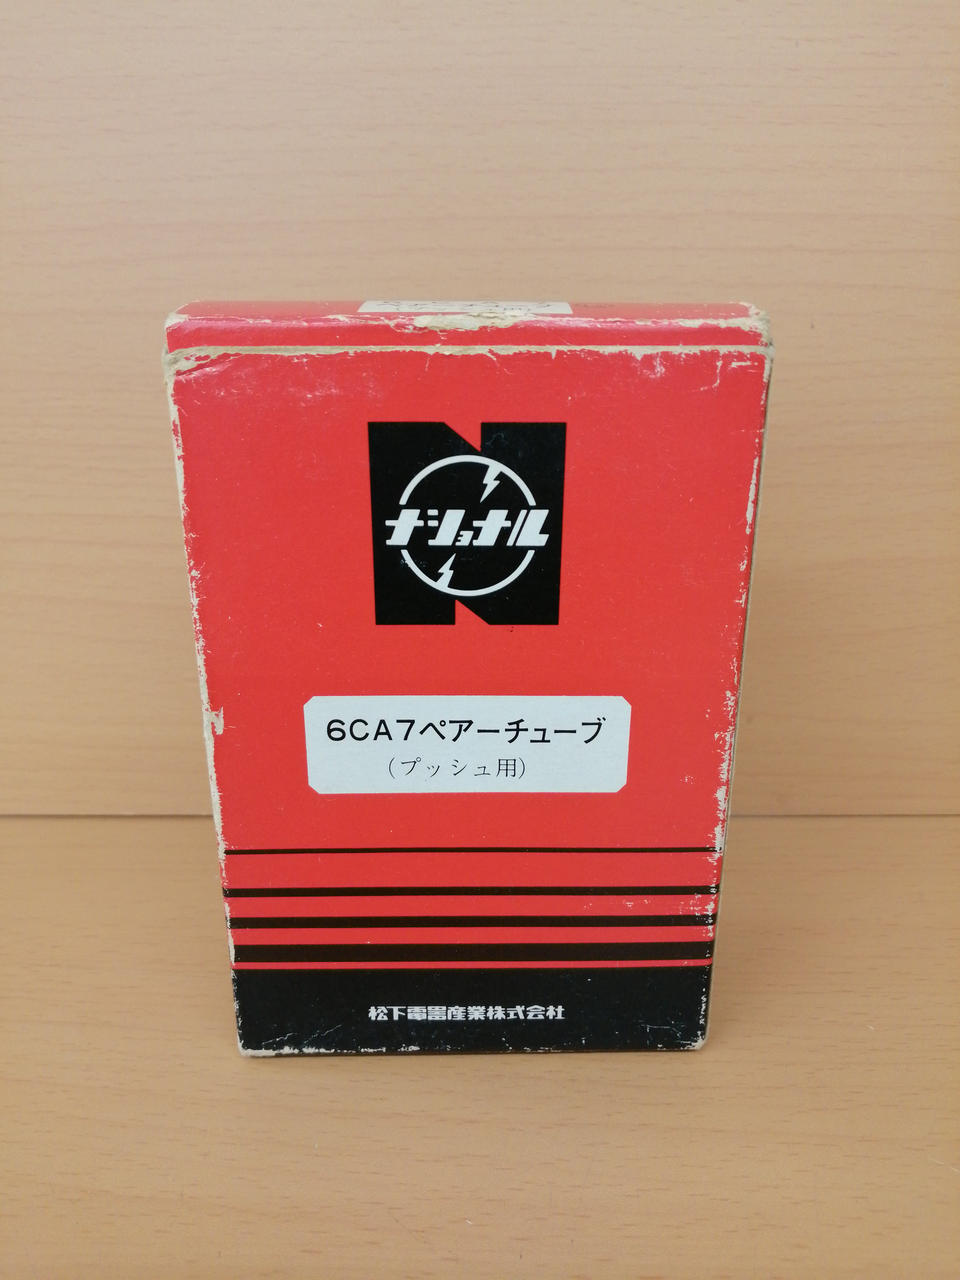 ナショナル
6CA7ペアーチューブ
(プッシュ用)
松下電器産業株式会社